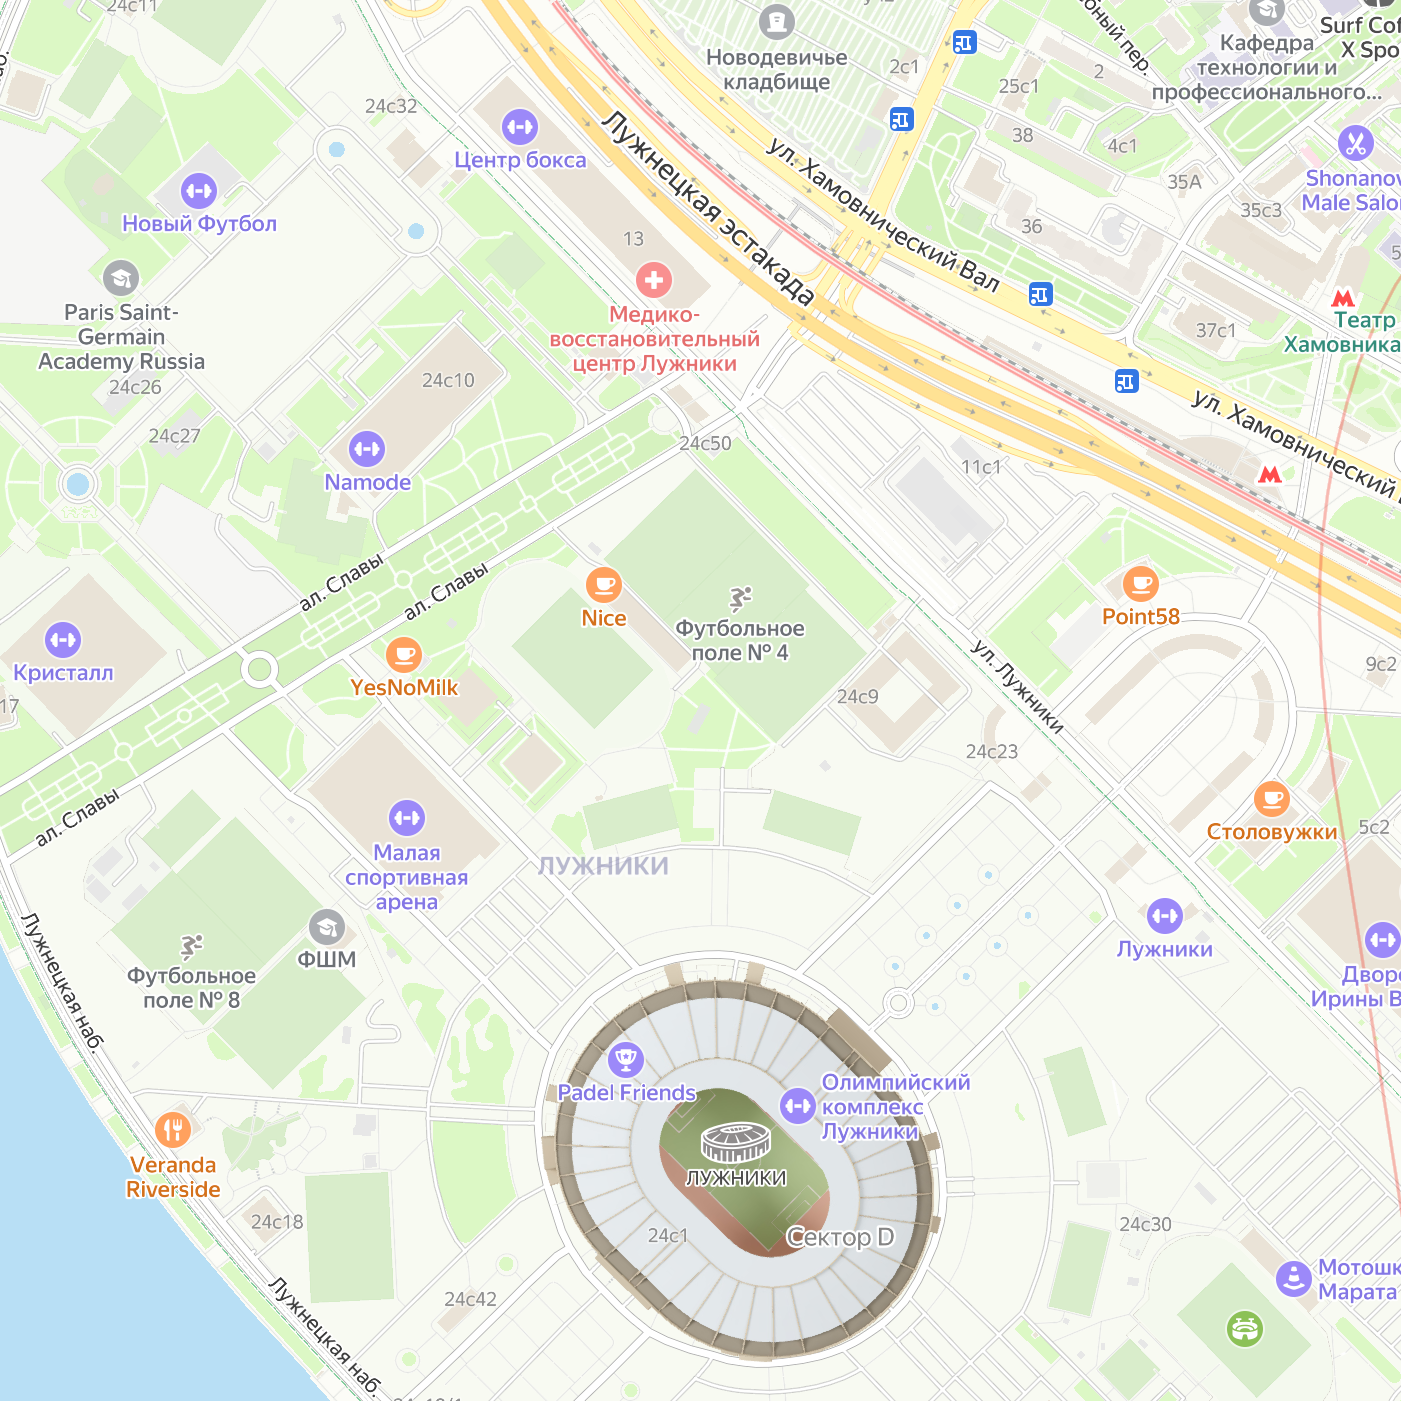 24с11
Новодевичье
кладбище
2с1
Surf Cof
X Spo
Кафедра
технологии и
профессионального...
25с1
2
38
4с1
24с32
Центр бокса
Новый Футбол
Лужнецкая эстакада
ул. Хамовнический Вал
35А
35с3
36
Shonanov
Male Salo
13
Paris Saint-
Germain
Academy Russia
24с26
Медико-
восстановительный
центр Лужники
37с1
Театр
Хамовника
24с10
24с27
Namode
24с50
11с1
ул. Хамовнический
ал. Славы
ал. Славы
Nice
Футбольное
поле № 4
Point58
Кристалл
YesNoMilk
17
24с9
ул. Лужники
9с2
24с23
ал. Славы
Малая
спортивная
арена
ЛУЖНИКИ
Столовужки
5с2
Лужнецкая наб.
ФШМ
Футбольное
поле № 8
Лужники
Дворе
Ирины В
Padel Friends
Олимпийский
комплекс
Лужники
ЛУЖНИКИ
Veranda
Riverside
24с18
24с1
Сектор D
24с30
Мотошк
Марата
24с42
Лужнецкая наб.